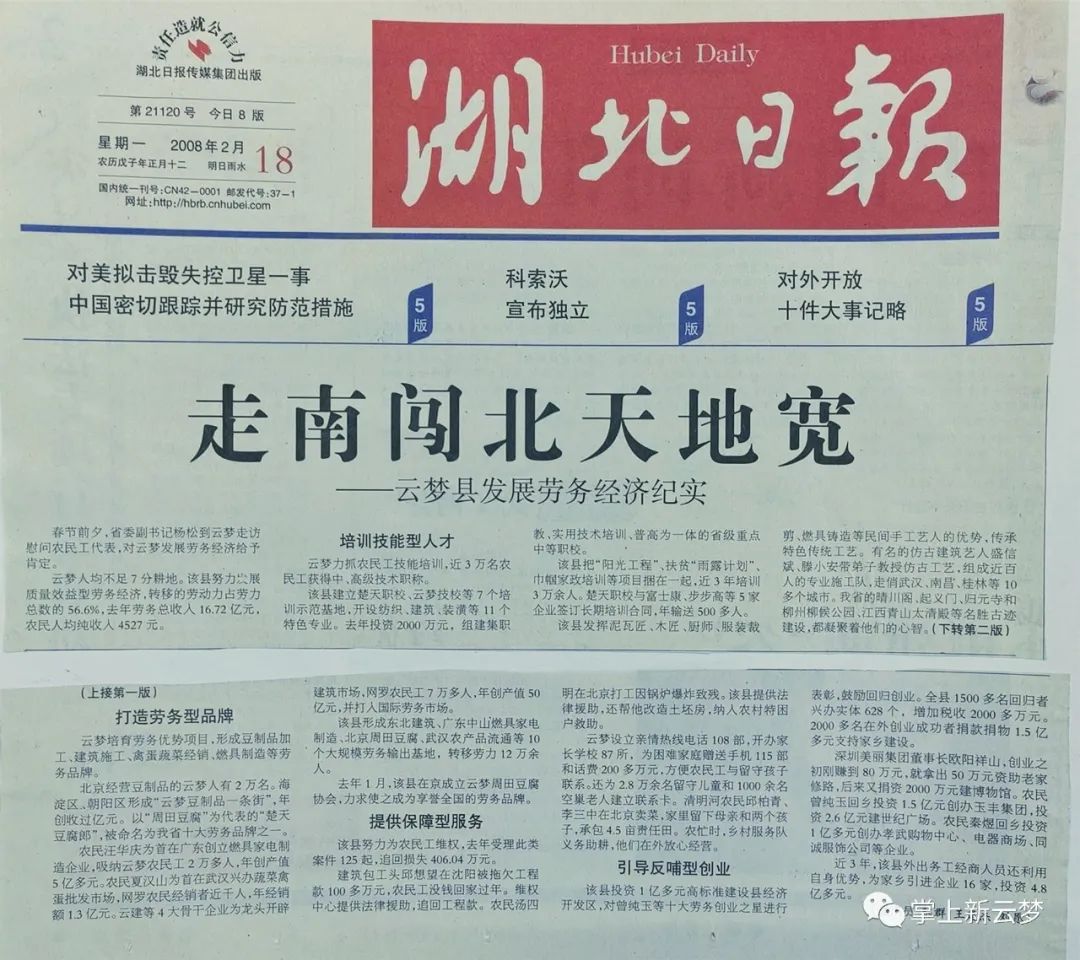 责任造就公信力
湖北日报传媒集团出版
第21120号 今日8版
星期一 2008年2月 18
农历戊子年正月十二 明日雨水
国内统一刊号:CN42—0001 邮发代号:37—1
网址:http://hbrb.cnhubei.com
Hubei Daily
湖北日報
对美拟击毁失控卫星一事
中国密切跟踪并研究防范措施
5版
科索沃
宣布独立
5版
对外开放
十件大事记略
5版
走南闯北天地宽
——云梦县发展劳务经济纪实
春节前夕,省委副书记杨松到云梦走访
慰问农民工代表,对云梦发展劳务经济给予
肯定。
云梦人均不足7分耕地。该县努力发展
质量效益型劳务经济,转移的劳动力占劳力
总数的56.6%,去年劳务总收入16.72亿元,
农民人均纯收入4527元。
培训技能型人才
云梦力抓农民工技能培训,近3万名农
民工获得中、高级技术职称。
该县建立楚天职校、云梦技校等7个培
训示范基地,开设纺织、建筑、装潢等11个
特色专业。去年投资2000万元,组建集职
教、实用技术培训、普高为一体的省级重点
中等职校。
该县把“阳光工程”、扶贫“雨露计划”、
巾帼家政培训等项目捆在一起,近3年培训
3万余人。楚天职校与富士康、步步高等5家
企业签订长期培训合同,年输送500多人。
该县发挥泥瓦匠、木匠、厨师、服装裁
剪、燃具铸造等民间手工艺人的优势,传承
特色传统工艺。有名的仿古建筑艺人盛信
斌、滕小安带弟子教授仿古工艺,组成近百
人的专业施工队,走俏武汉、南昌、桂林等10
多个城市。我省的晴川阁、起义门、归元寺和
柳州柳候公园、江西青山太清殿等名胜古迹
建设,都凝聚着他们的心智。(下转第二版)
(上接第一版)
打造劳务型品牌
云梦培育劳务优势项目,形成豆制品加
工、建筑施工、禽蛋蔬菜经销、燃具制造等劳
务品牌。
北京经营豆制品的云梦人有2万名。海
淀区、朝阳区形成“云梦豆制品一条街”,年
创收过亿元。以“周田豆腐”为代表的“楚天
豆腐郎”,被命名为我省十大劳务品牌之一。
农民汪华庆为首在广东创立燃具家电制
造企业,吸纳云梦农民工2万多人,年创产值
5亿多元。农民夏汉山为首在武汉兴办蔬菜禽
蛋批发市场,网罗农民经销者近千人,年经销
额1.3亿元。云建等4大骨干企业为龙头开辟
建筑市场,网罗农民工7万多人,年创产值50
亿元,并打入国际劳务市场。
该县形成东北建筑、广东中山燃具家电
制造、北京周田豆腐、武汉农产品流通等10
个大规模劳务输出基地,转移劳力12万余
人。
去年1月,该县在京成立云梦周田豆腐
协会,力求使之成为享誉全国的劳务品牌。
提供保障型服务
该县努力为农民工维权,去年受理此类
案件125起,追回损失406.04万元。
建筑包工头邱想望在沈阳被拖欠工程
款100多万元,农民工没钱回家过年。维权
中心提供法律援助,追回工程款。农民汤四
明在北京打工因锅炉爆炸致残。该县提供法
律援助,还帮他改造土坯房,纳入农村特困
户救助。
云梦设立亲情热线电话108部,开办家
长学校87所,为困难家庭赠送手机115部
和话费200多万元,方便农民工与留守孩子
联系。还为2.8万余名留守儿童和1000余名
空巢老人建立联系卡。清明河农民邱柏青、
李三中在北京卖菜,家里留下母亲和两个孩
子,承包4.5亩责任田。农忙时,乡村服务队
义务助耕,他们在外放心经营。
引导反哺型创业
该县投资1亿多元高标准建设县经济
开发区,对曾纯玉等十大劳务创业之星进行
表彰,鼓励回归创业。全县1500多名回归者
兴办实体628个,增加税收2000多万元。
2000多名在外创业成功者捐款捐物1.5亿
多元支持家乡建设。
深圳美丽集团董事长欧阳祥山,创业之
初刚赚到80万元,就拿出50万元资助老家
修路,后来又捐资2000万元建博物馆。农民
曾纯玉回乡投资1.5亿元创办玉丰集团,投
资2.6亿元建世纪广场。农民秦煜回乡投资
1亿多元创办孝武购物中心、电器商场、同
诚服饰公司等企业。
近3年,该县外出务工经商人员还利用
自身优势,为家乡引进企业16家,投资4.8
亿多元。
掌上新云梦